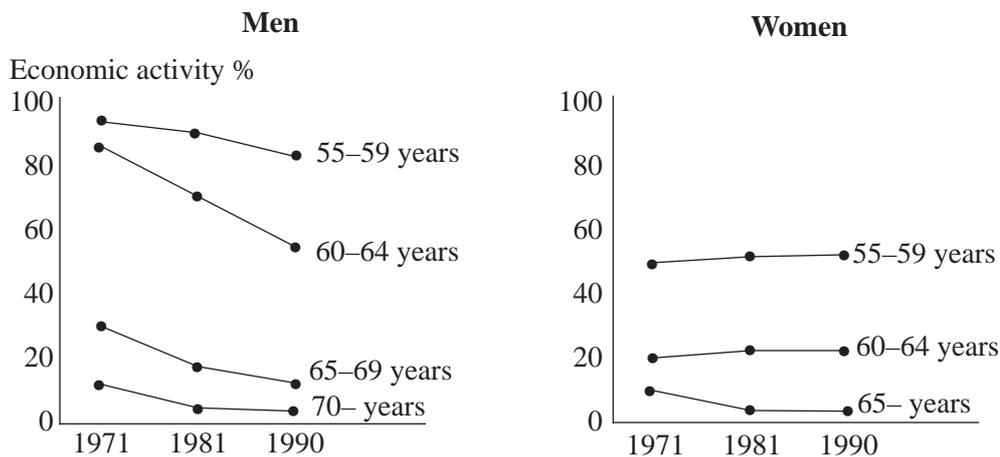 Men
Economic activity %
100
80
60
40
20
0
55–59 years
60–64 years
65–69 years
70– years
1971 1981 1990
Women
100
80
60
40
20
0
55–59 years
60–64 years
65– years
1971 1981 1990